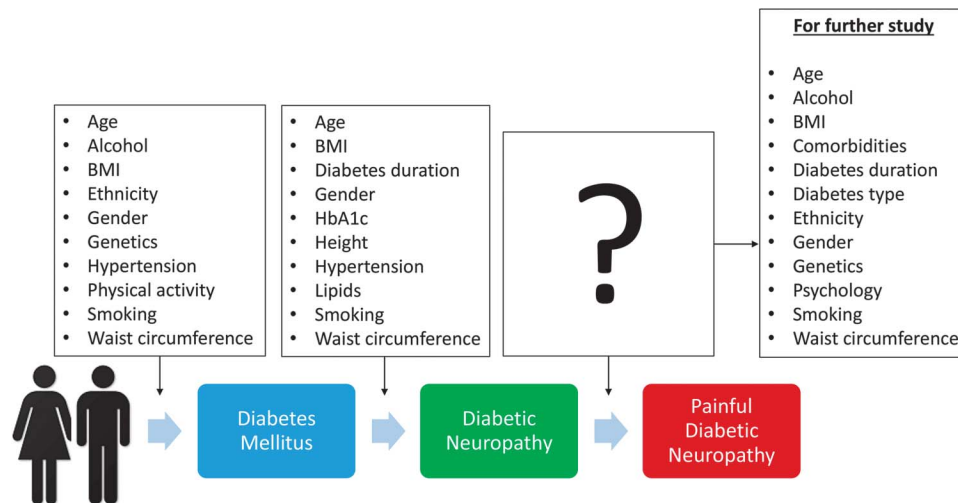 For further study
• Age
• Alcohol
• BMI
• Comorbidities
• Diabetes duration
• Diabetes type
• Ethnicity
• Gender
• Genetics
• Psychology
• Smoking
• Waist circumference
• Age
• Alcohol
• BMI
• Ethnicity
• Gender
• Genetics
• Hypertension
• Physical activity
• Smoking
• Waist circumference
• Age
• BMI
• Diabetes duration
• Gender
• HbA1c
• Height
• Hypertension
• Lipids
• Smoking
• Waist circumference
?
Diabetes
Mellitus
Diabetic
Neuropathy
Painful
Diabetic
Neuropathy